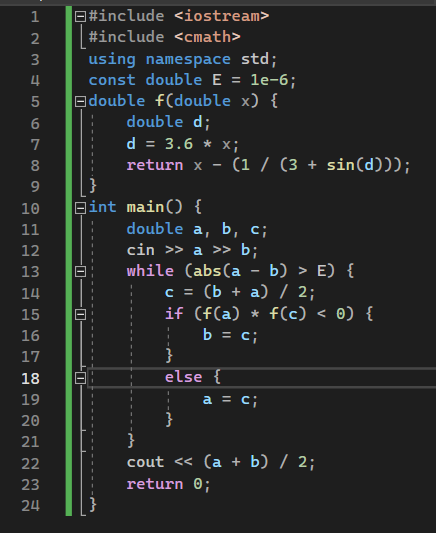 1 #include <iostream>
2 #include <cmath>
3 using namespace std;
4 const double E = 1e-6;
5 double f(double x) {
6     double d;
7     d = 3.6 * x;
8     return x - (1 / (3 + sin(d)));
9 }
10 int main() {
11     double a, b, c;
12     cin >> a >> b;
13     while (abs(a - b) > E) {
14         c = (b + a) / 2;
15         if (f(a) * f(c) < 0) {
16             b = c;
17         }
18         else {
19             a = c;
20         }
21     }
22     cout << (a + b) / 2;
23     return 0;
24 }